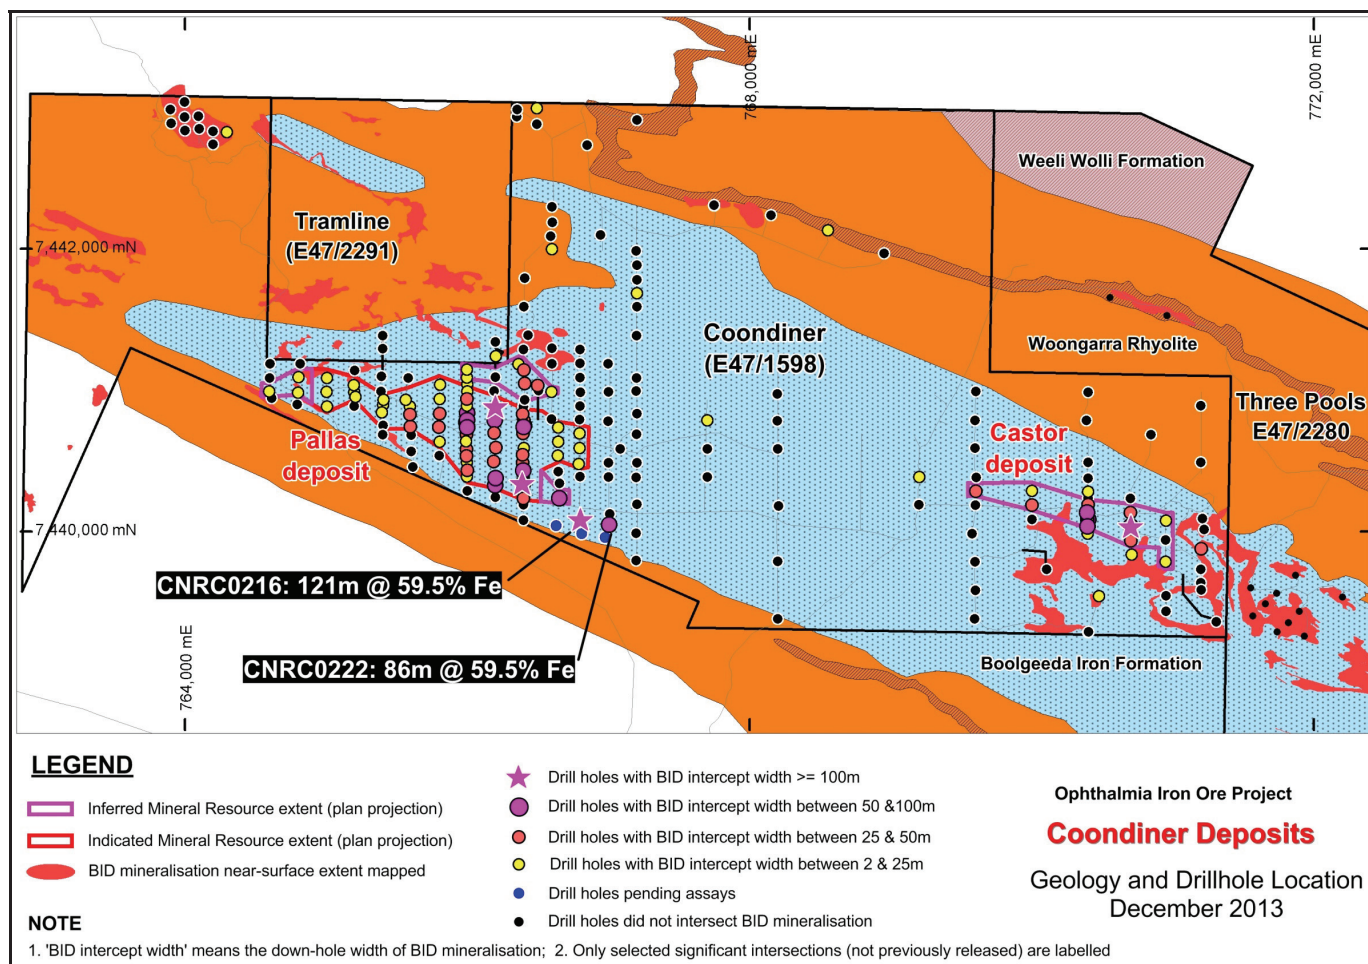 768,000 mE
772,000 mE
Weeli Wolli Formation
Tramline
(E47/2291)
7,442,000 mN
Coondiner
(E47/1598)
Woongarra Rhyolite
Three Pools
E47/2280
Pallas
deposit
Castor
deposit
7,440,000 mN
CNRC0216: 121m @ 59.5% Fe
764,000 mE
CNRC0222: 86m @ 59.5% Fe
Boolgeeda Iron Formation
LEGEND
Inferred Mineral Resource extent (plan projection)
Indicated Mineral Resource extent (plan projection)
BID mineralisation near-surface extent mapped
Drill holes with BID intercept width >= 100m
Drill holes with BID intercept width between 50 &100m
Drill holes with BID intercept width between 25 & 50m
Drill holes with BID intercept width between 2 & 25m
Drill holes pending assays
Drill holes did not intersect BID mineralisation
Ophthalmia Iron Ore Project
Coondiner Deposits
Geology and Drillhole Location
December 2013
NOTE
1. 'BID intercept width' means the down-hole width of BID mineralisation; 2. Only selected significant intersections (not previously released) are labelled